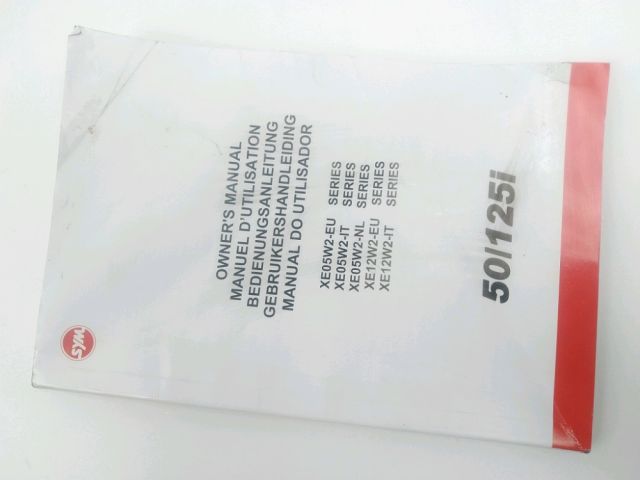 SYM
OWNER'S MANUAL
MANUEL D'UTILISATION
BEDIENUNGSANLEITUNG
GEBRUIKERSHANDLEIDING
MANUAL DO UTILISADOR
XE05W2-EU SERIES
XE05W2-IT SERIES
XE05W2-NL SERIES
XE12W2-EU SERIES
XE12W2-IT SERIES
50/125i